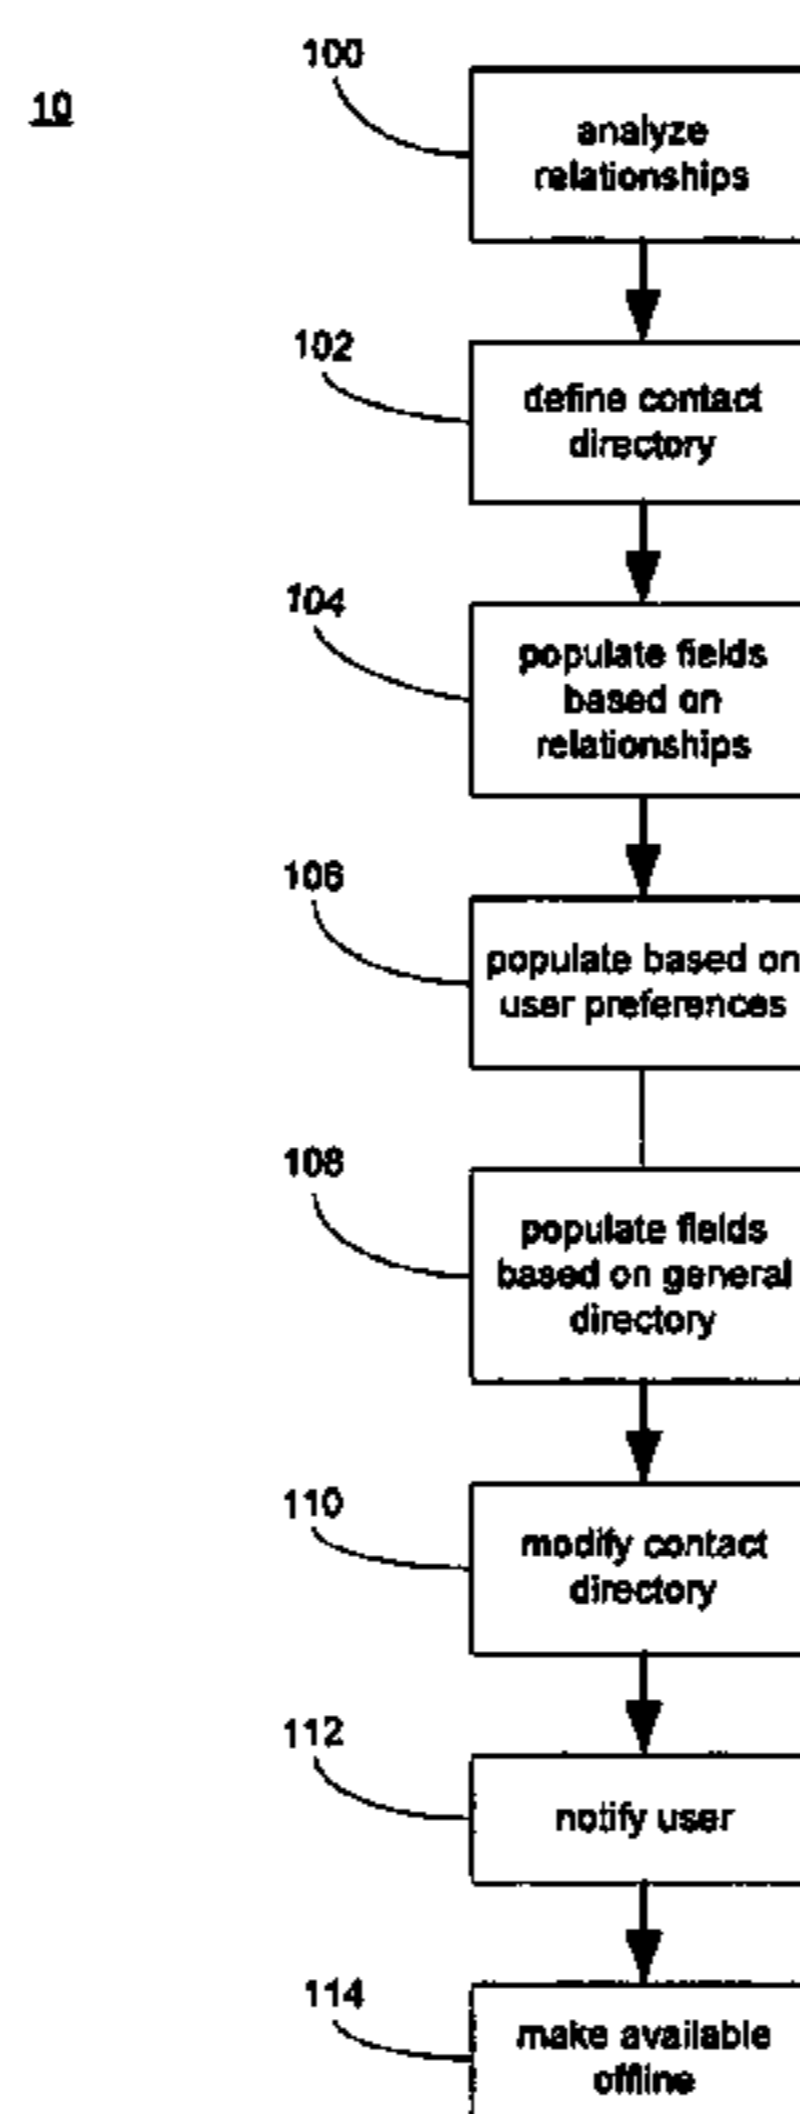 10
100
analyze
relationships
102
define contact
directory
104
populate fields
based on
relationships
106
populate based on
user preferences
108
populate fields
based on general
directory
110
modify contact
directory
112
notify user
114
make available
offline